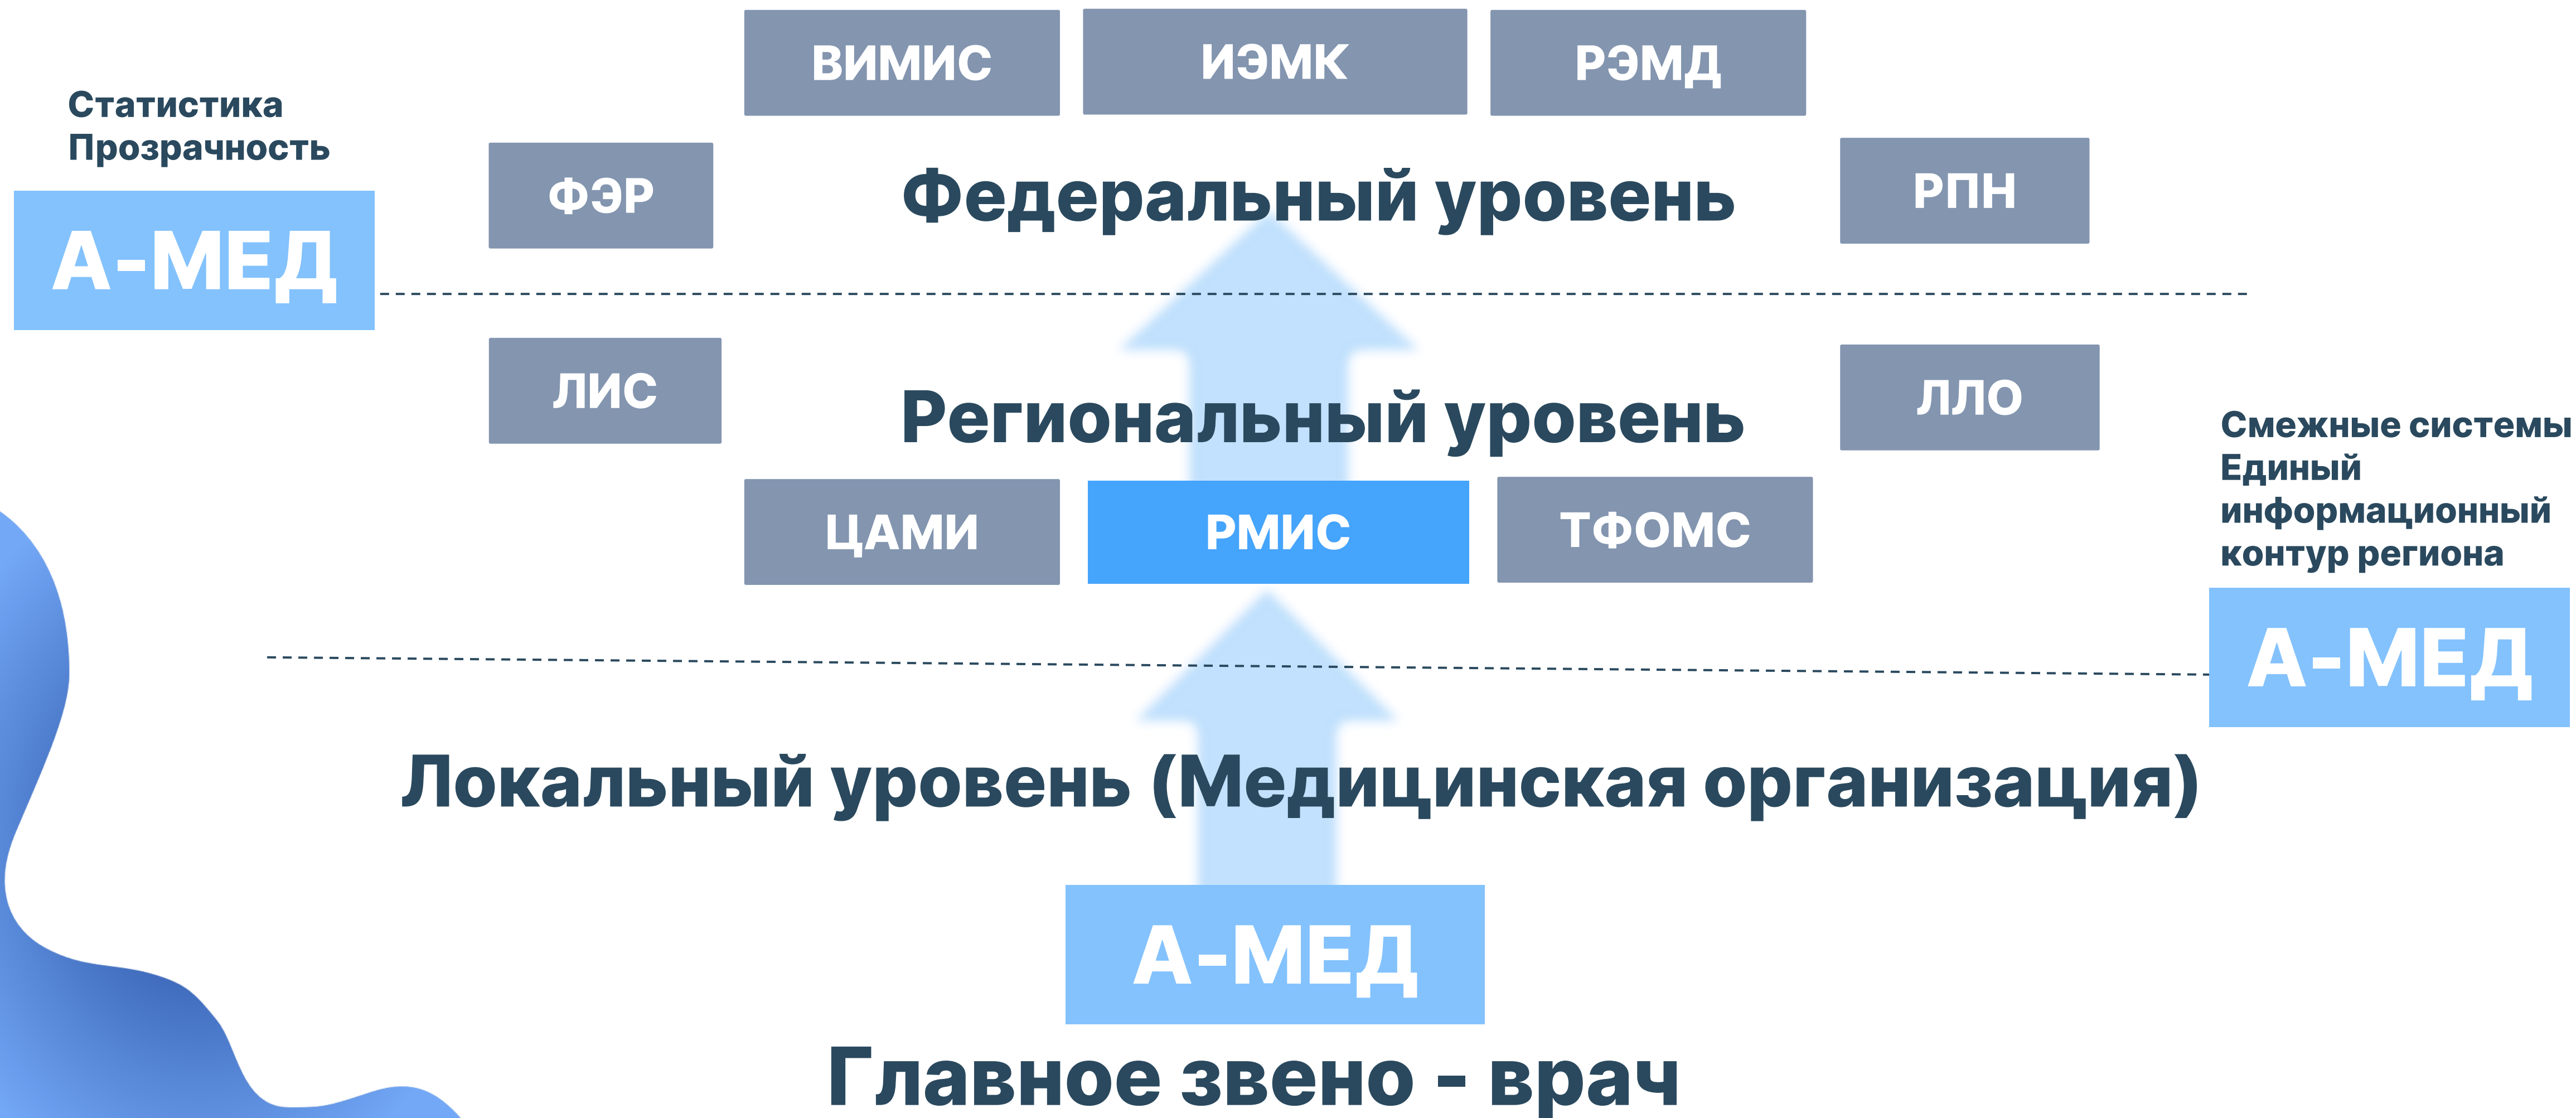 ВИМИС
ИЭМК
РЭМД
Статистика
Прозрачность
ФЭР
Федеральный уровень
РПН
А-МЕД
ЛИС
Региональный уровень
ЛЛО
Смежные системы
Единый
информационный
контур региона
ЦАМИ
РМИС
ТФОМС
А-МЕД
Локальный уровень (Медицинская организация)
А-МЕД
Главное звено - врач